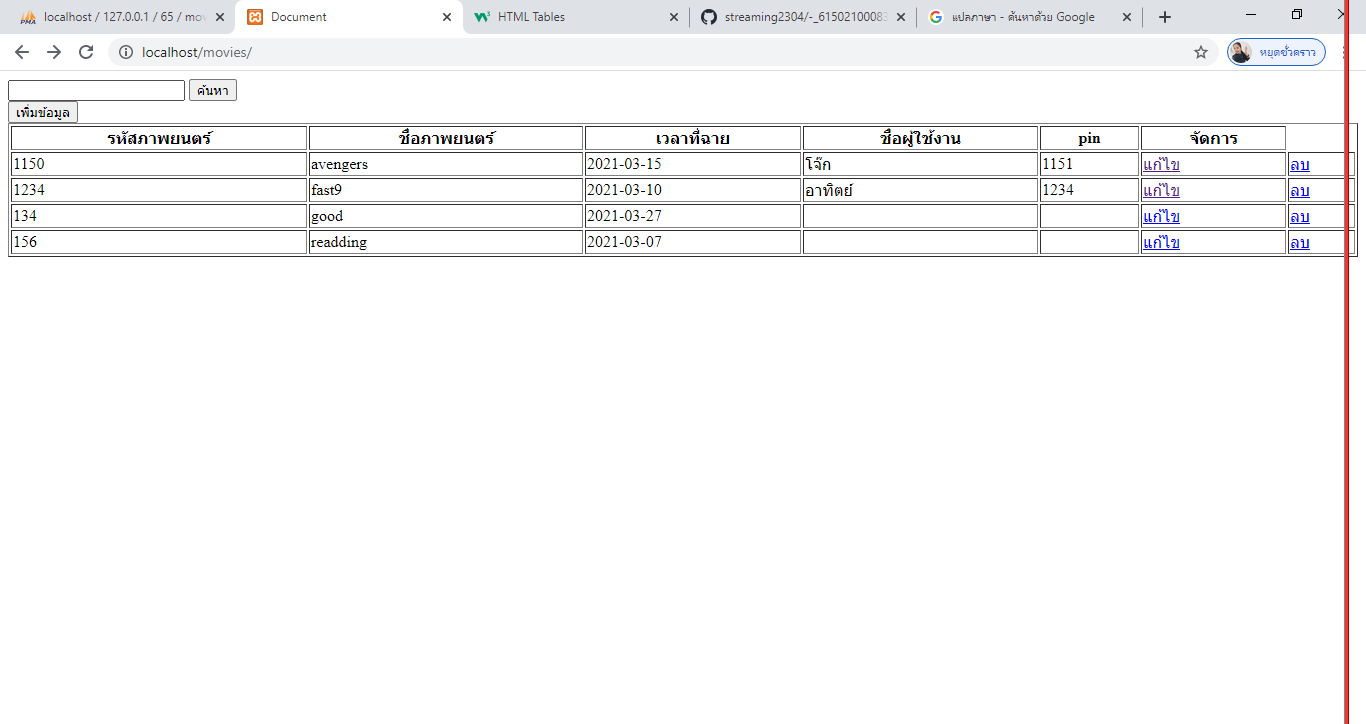 localhost / 127.0.0.1 / 65 / mov Document HTML Tables streaming2304/-_61502100083 แปลภาษา - ค้นหาด้วย Google
localhost/movies/ หยุดชั่วคราว
ค้นหา
เพิ่มข้อมูล
รหัสภาพยนตร์ ชื่อภาพยนตร์ เวลาที่ฉาย ชื่อผู้ใช้งาน pin จัดการ
1150 avengers 2021-03-15 โจ๊ก 1151 แก้ไข ลบ
1234 fast9 2021-03-10 อาทิตย์ 1234 แก้ไข ลบ
134 good 2021-03-27 แก้ไข ลบ
156 readding 2021-03-07 แก้ไข ลบ